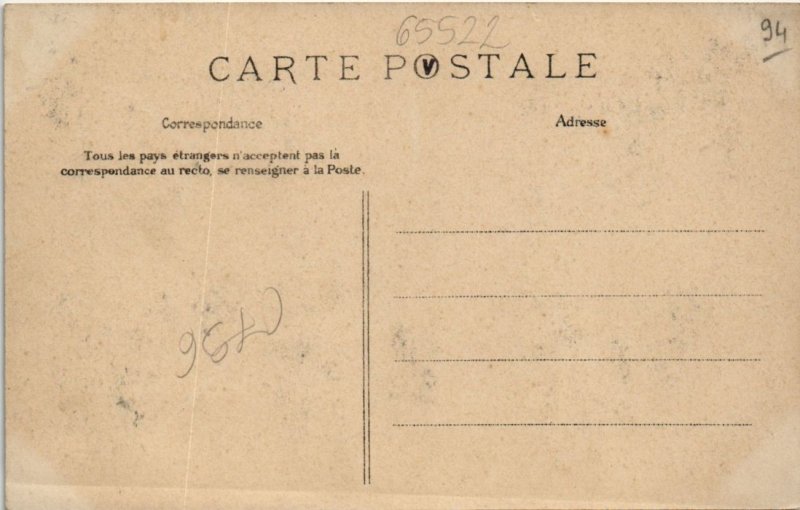 65522
94
CARTE POSTALE
Correspondance
Adresse
Tous les pays étrangers n'acceptent pas la
correspondance au recto, se renseigner à la Poste.